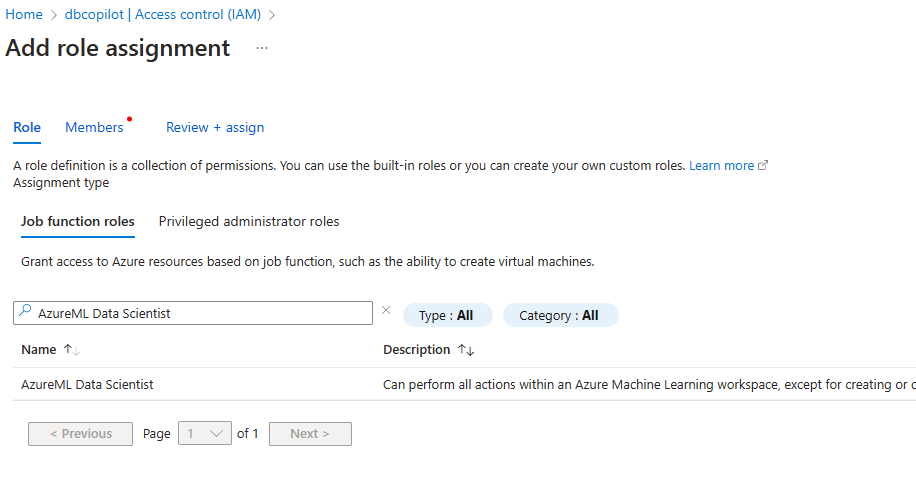 Home > dbcopilot | Access control (IAM) >
Add role assignment ...
Role Members Review + assign
A role definition is a collection of permissions. You can use the built-in roles or you can create your own custom roles. Learn more
Assignment type
Job function roles Privileged administrator roles
Grant access to Azure resources based on job function, such as the ability to create virtual machines.
AzureML Data Scientist Type : All Category : All
Name ↑↓ Description ↑↓
AzureML Data Scientist Can perform all actions within an Azure Machine Learning workspace, except for creating or
< Previous Page 1 of 1 Next >